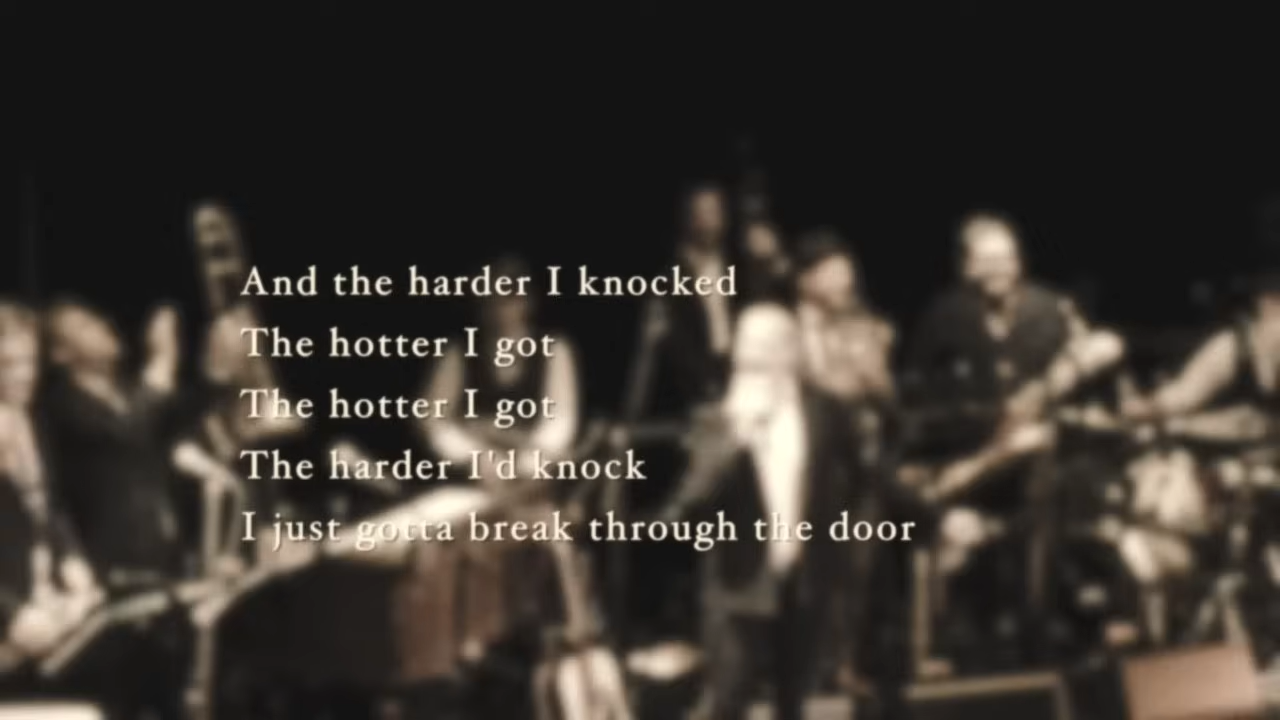 And the harder I knocked
The hotter I got
The hotter I got
The harder I'd knock
I just gotta break through the door